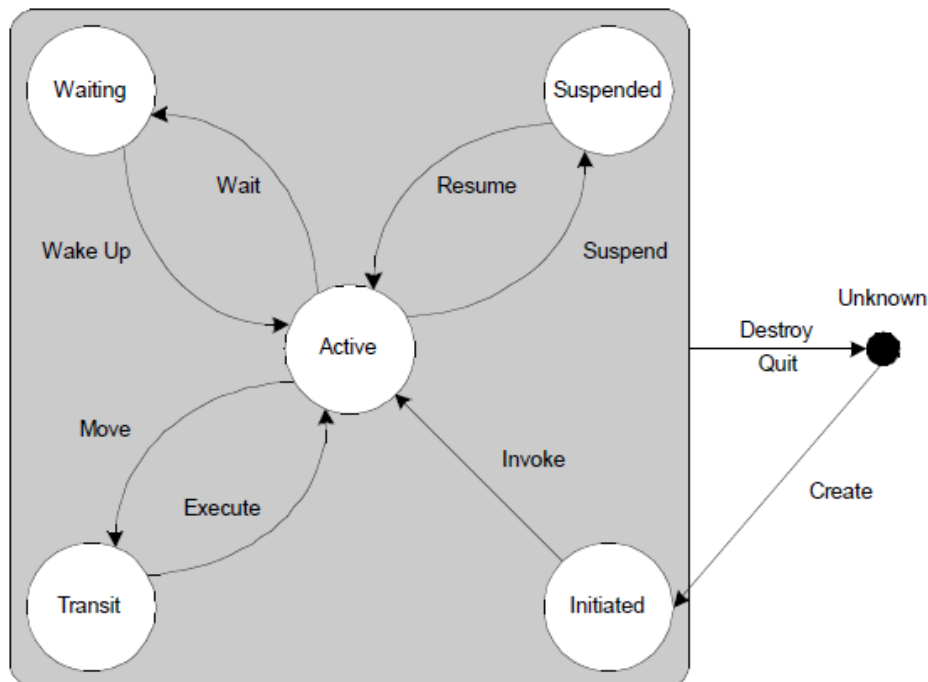 Waiting
Suspended
Wait
Resume
Wake Up
Suspend
Unknown
Active
Destroy
Quit
Move
Invoke
Create
Execute
Transit
Initiated